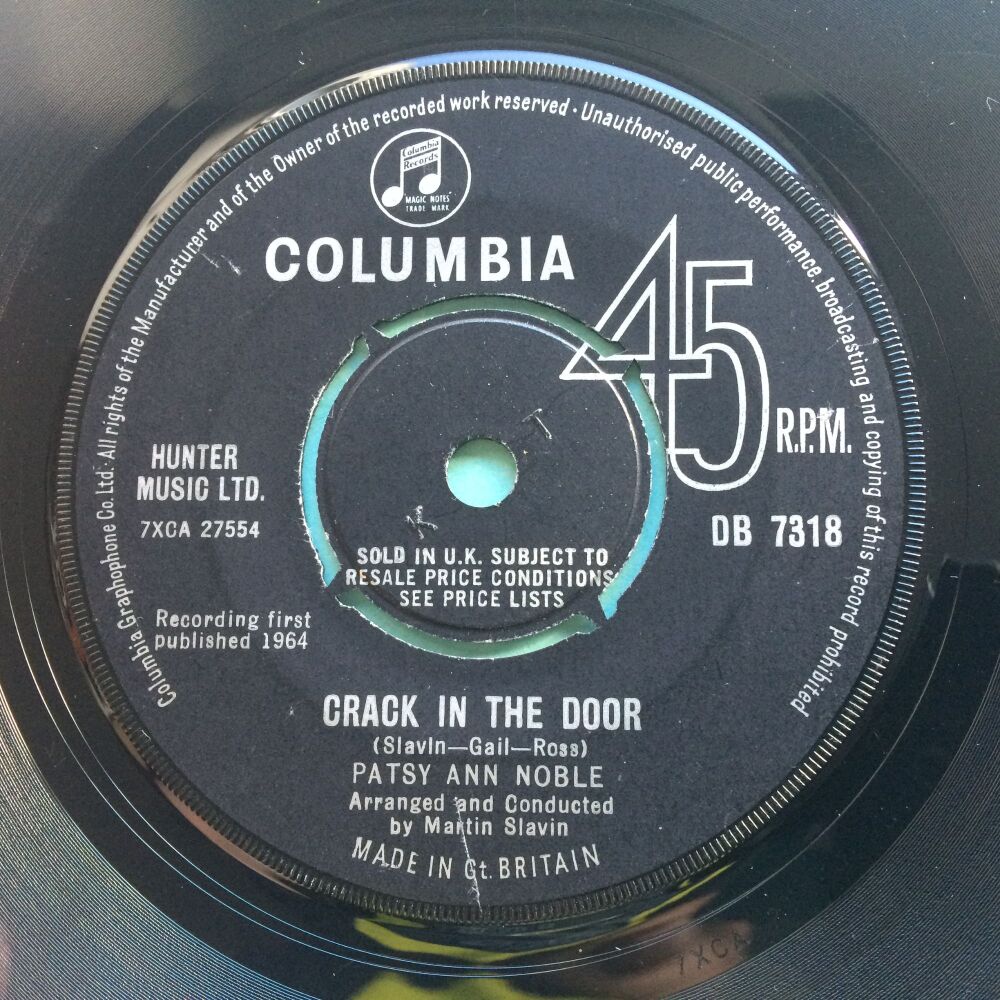 Columbia Graphophone Co. Ltd. · All rights of the Manufacturer and of the Owner of the recorded work reserved · Unauthorised public performance broadcasting and copying of this record prohibited
Columbia
Records
MAGIC NOTES
TRADE MARK
COLUMBIA
45
R.P.M.
HUNTER
MUSIC LTD.
7XCA 27554
DB 7318
SOLD IN U.K. SUBJECT TO
RESALE PRICE CONDITIONS
SEE PRICE LISTS
Recording first
published 1964
CRACK IN THE DOOR
(Slavin—Gail—Ross)
PATSY ANN NOBLE
Arranged and Conducted
by Martin Slavin
MADE IN Gt. BRITAIN
7XCA